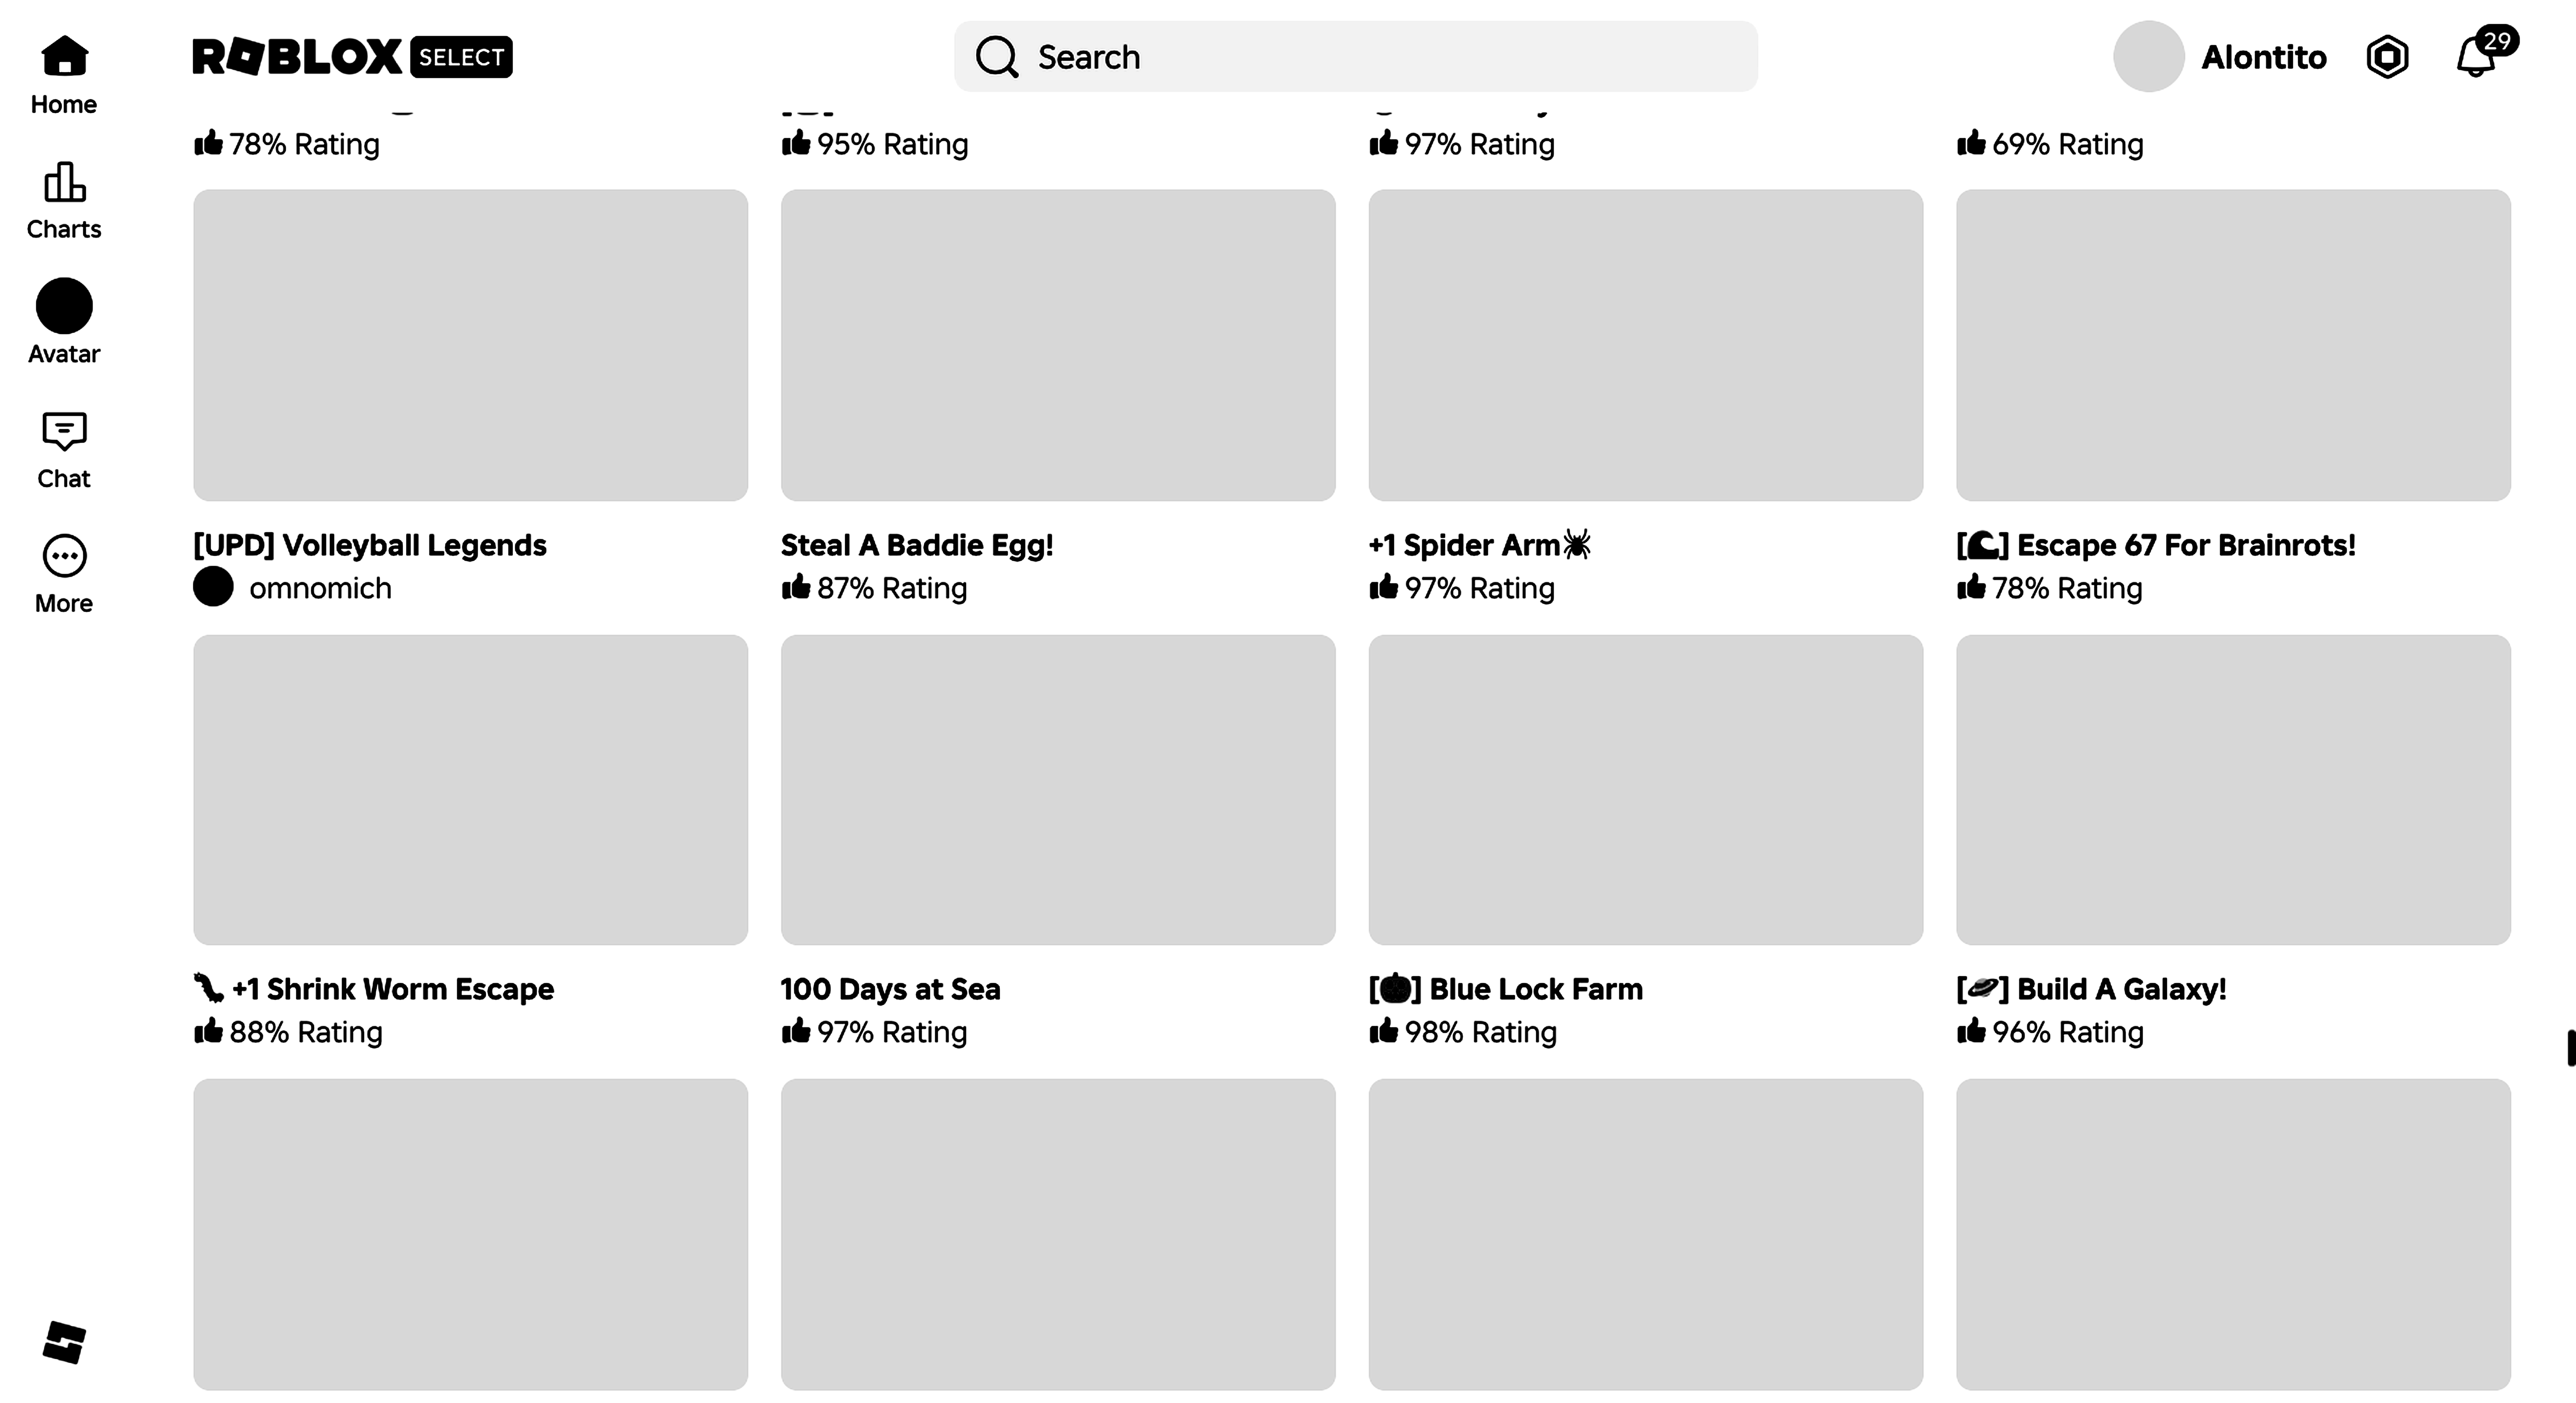 ROBLOX SELECT
Search
Alontito
29
Home
Charts
Avatar
Chat
More
78% Rating
95% Rating
97% Rating
69% Rating
[UPD] Volleyball Legends
omnomich
Steal A Baddie Egg!
87% Rating
+1 Spider Arm🕷
97% Rating
[🌊] Escape 67 For Brainrots!
78% Rating
🐛 +1 Shrink Worm Escape
88% Rating
100 Days at Sea
97% Rating
[🎃] Blue Lock Farm
98% Rating
[🪐] Build A Galaxy!
96% Rating